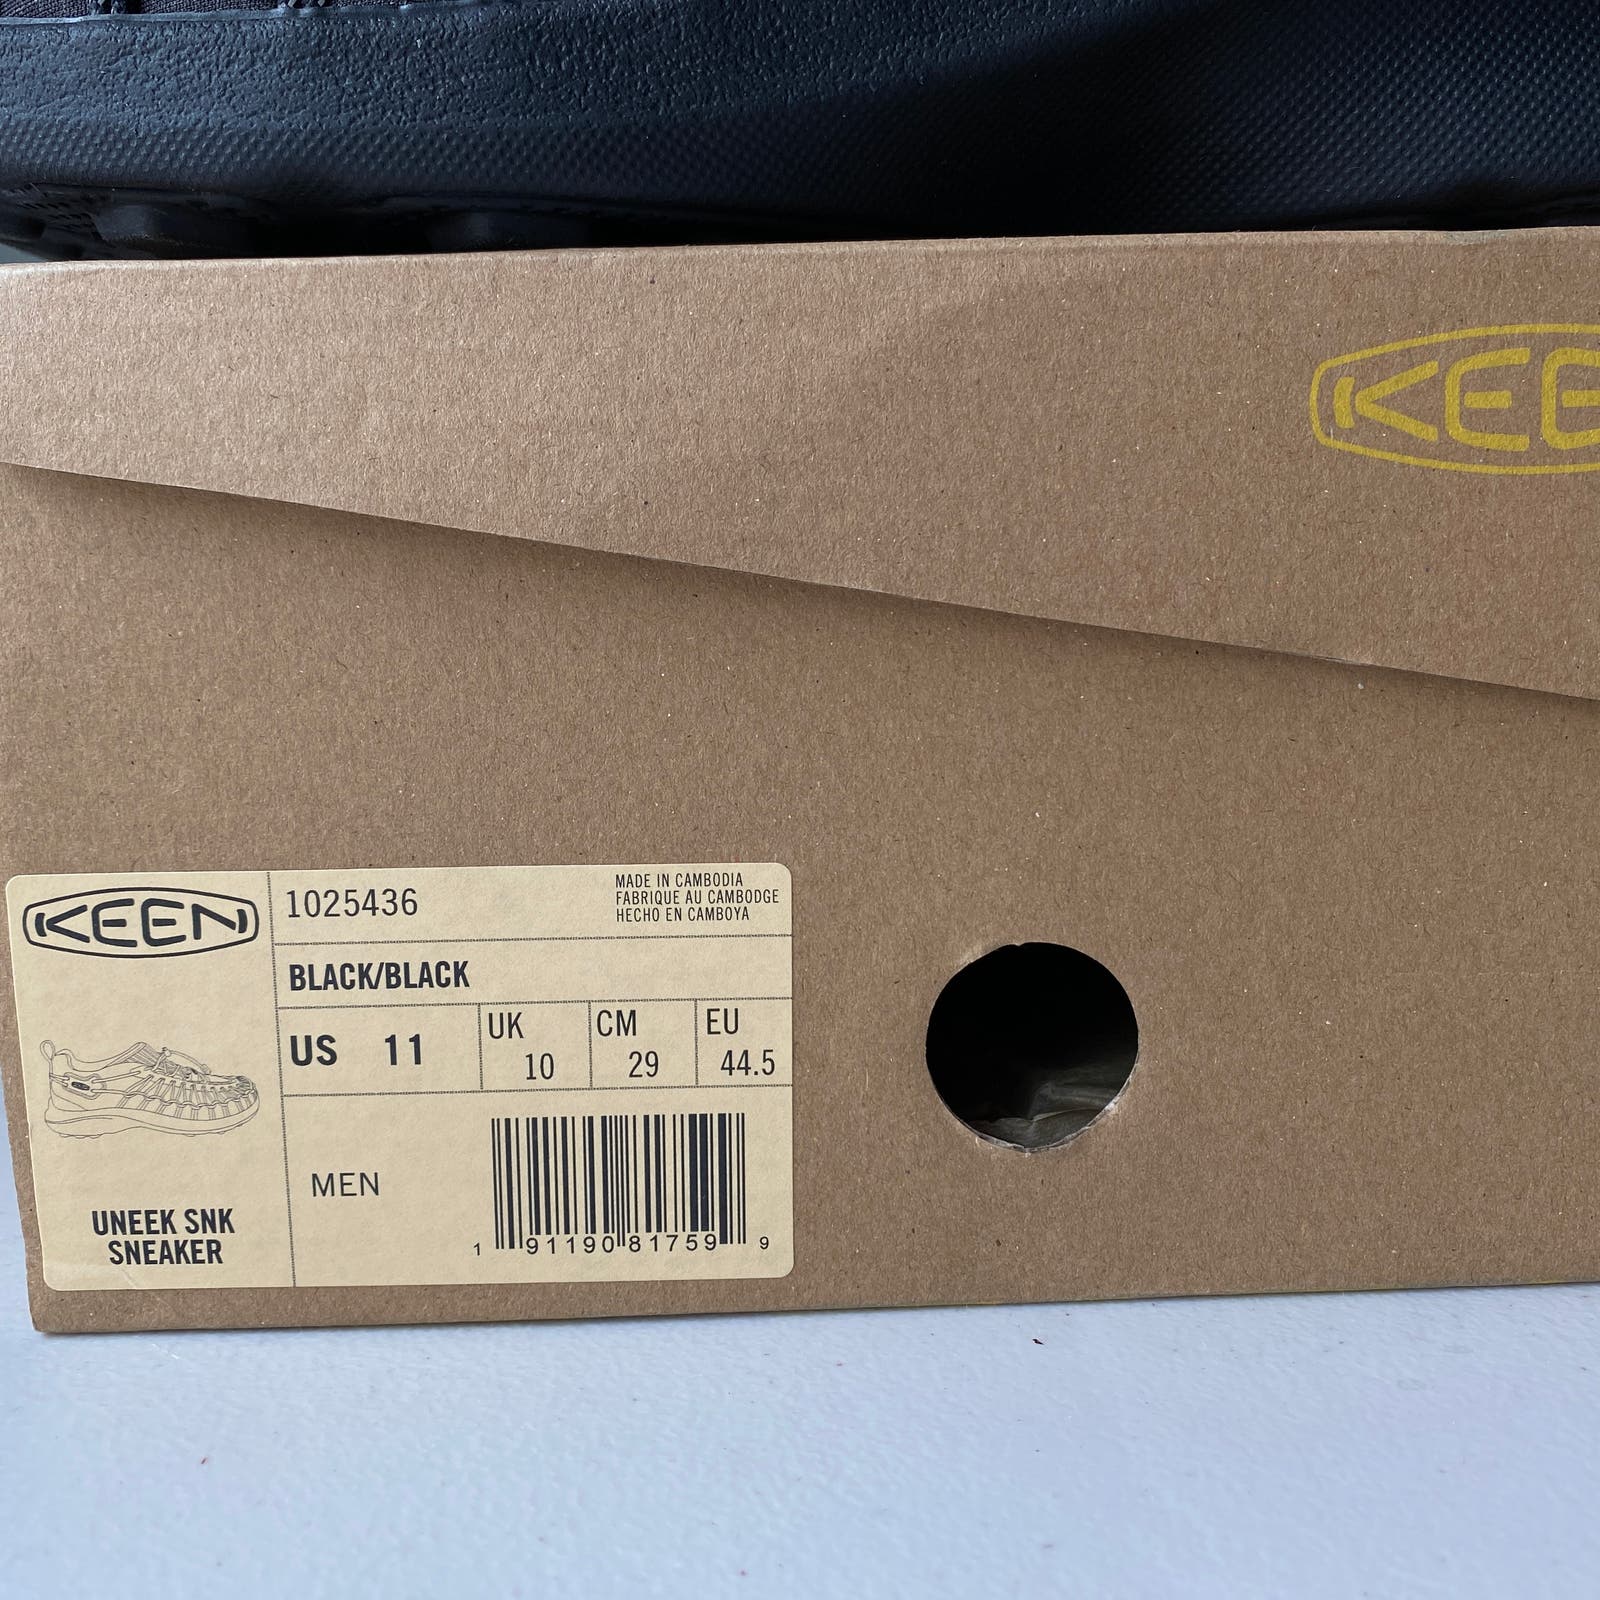 KEE
KEEN
1025436
MADE IN CAMBODIA
FABRIQUE AU CAMBODGE
HECHO EN CAMBOYA
BLACK/BLACK
US 11
UK 10
CM 29
EU 44.5
MEN
UNEEK SNK
SNEAKER
1 91190 81759 9